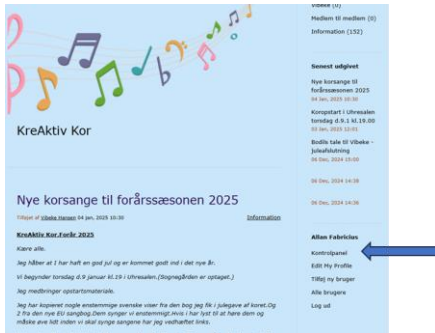 Vibeke (0)
Medlem til medlem (0)
Information (152)
Senest udgivet
Nye korsange til
forårssæsonen 2025
04 Jan, 2025 10:30
Koropstart i Uhresalen
torsdag d.9.1 kl.19.00
02 Jan, 2025 12:01
Bodils tale til Vibeke -
juleafslutning
06 Dec, 2024 15:00
06 Dec, 2024 14:38
06 Dec, 2024 14:36
KreAktiv Kor
Nye korsange til forårssæsonen 2025
Tilføjet af Vibeke Hansen 04 jan, 2025 10:30
Information
KreAktiv Kor.Forår 2025
Kære alle.
Jeg håber at I har haft en god jul og er kommet godt ind i det nye år.
Vi begynder torsdag d.9 januar kl.19 i Uhresalen.(Sognegården er optaget.)
Jeg medbringer opstartsmateriale.
Jeg har kopieret nogle enstemmige svenske viser fra den bog jeg fik i julegave af koret.Og
2 fra den nye EU sangbog.Dem synger vi enstemmigt.Hvis i har lyst til at høre dem og
måske øve lidt inden vi skal synge sangene har jeg vedhæftet links.
Allan Fabricius
Kontrolpanel
Edit My Profile
Tilføj ny bruger
Alle brugere
Log ud